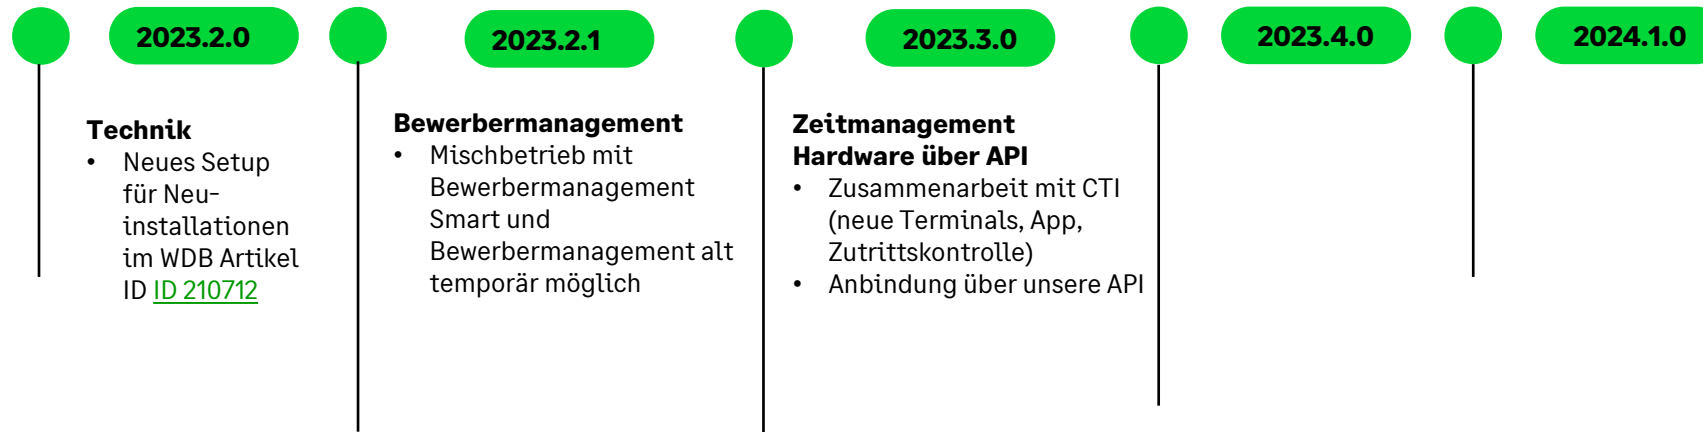 2023.2.0
Technik
• Neues Setup
für Neu-
installationen
im WDB Artikel
ID ID 210712
2023.2.1
Bewerbermanagement
• Mischbetrieb mit
Bewerbermanagement
Smart und
Bewerbermanagement alt
temporär möglich
2023.3.0
Zeitmanagement
Hardware über API
• Zusammenarbeit mit CTI
(neue Terminals, App,
Zutrittskontrolle)
• Anbindung über unsere API
2023.4.0
2024.1.0